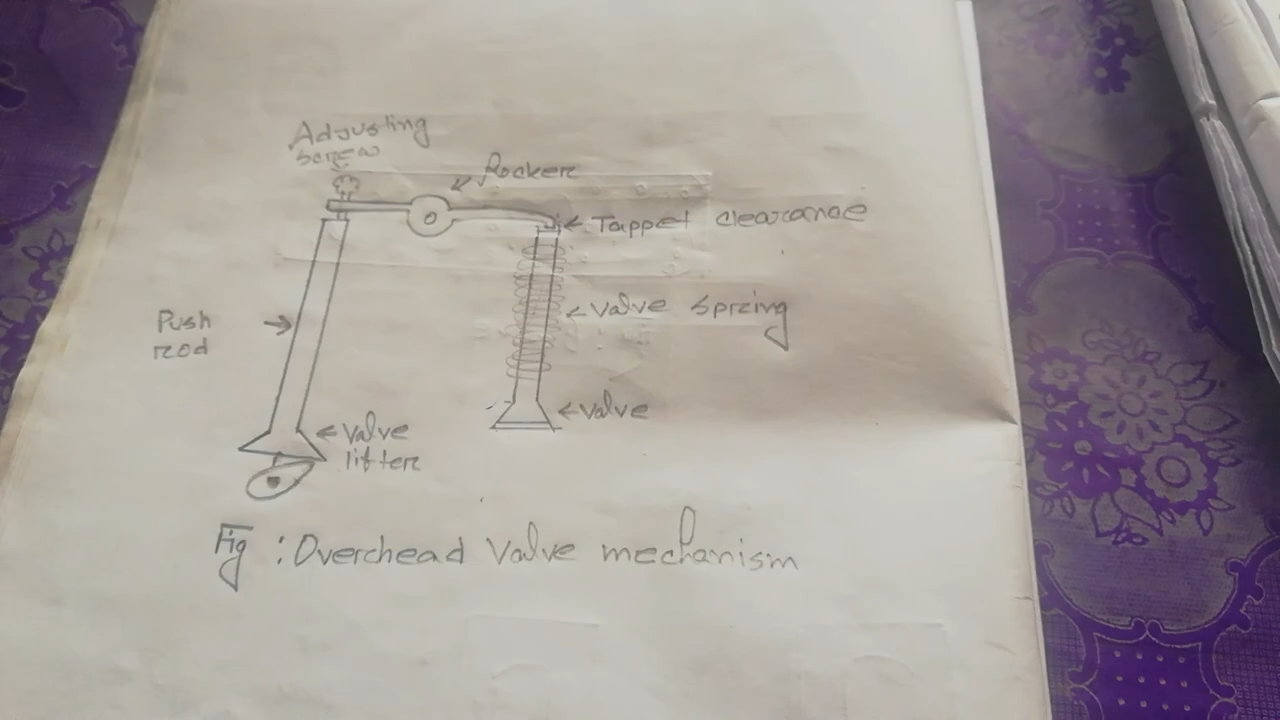 Adjusting
screw
Rocker
← Tappet clearance
Push
rod
← Valve spring
← Valve
← Valve
lifter
Fig : Overhead Valve mechanism